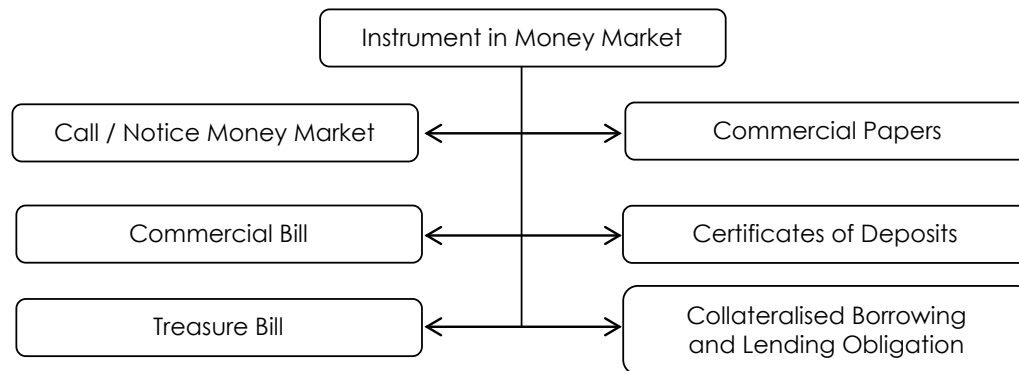 Instrument in Money Market
Call / Notice Money Market
Commercial Papers
Commercial Bill
Certificates of Deposits
Treasure Bill
Collateralised Borrowing
and Lending Obligation